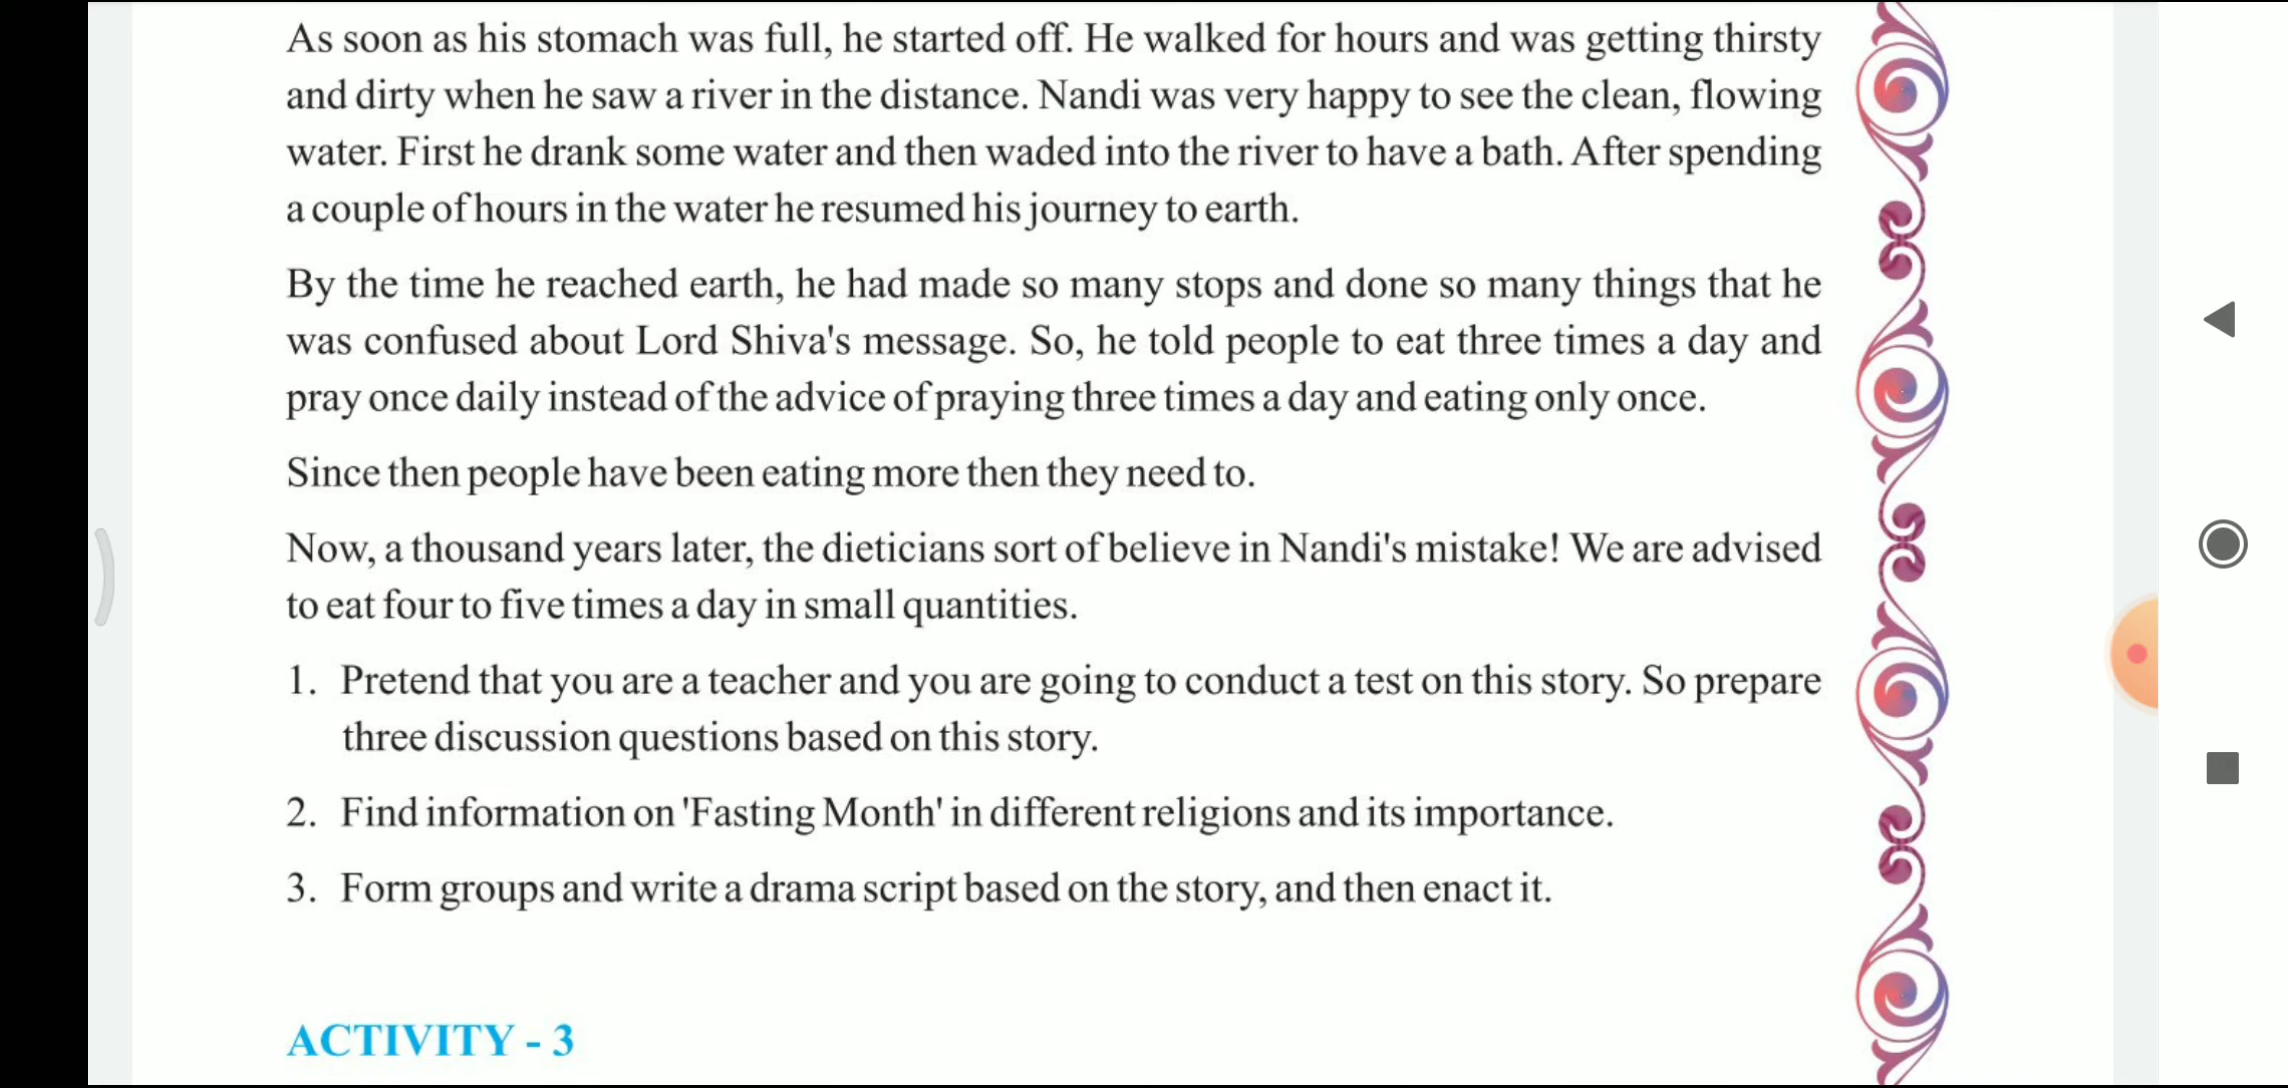 As soon as his stomach was full, he started off. He walked for hours and was getting thirsty
and dirty when he saw a river in the distance. Nandi was very happy to see the clean, flowing
water. First he drank some water and then waded into the river to have a bath. After spending
a couple of hours in the water he resumed his journey to earth.
By the time he reached earth, he had made so many stops and done so many things that he
was confused about Lord Shiva's message. So, he told people to eat three times a day and
pray once daily instead of the advice of praying three times a day and eating only once.
Since then people have been eating more then they need to.
Now, a thousand years later, the dieticians sort of believe in Nandi's mistake! We are advised
to eat four to five times a day in small quantities.
1. Pretend that you are a teacher and you are going to conduct a test on this story. So prepare
three discussion questions based on this story.
2. Find information on 'Fasting Month' in different religions and its importance.
3. Form groups and write a drama script based on the story, and then enact it.
ACTIVITY - 3